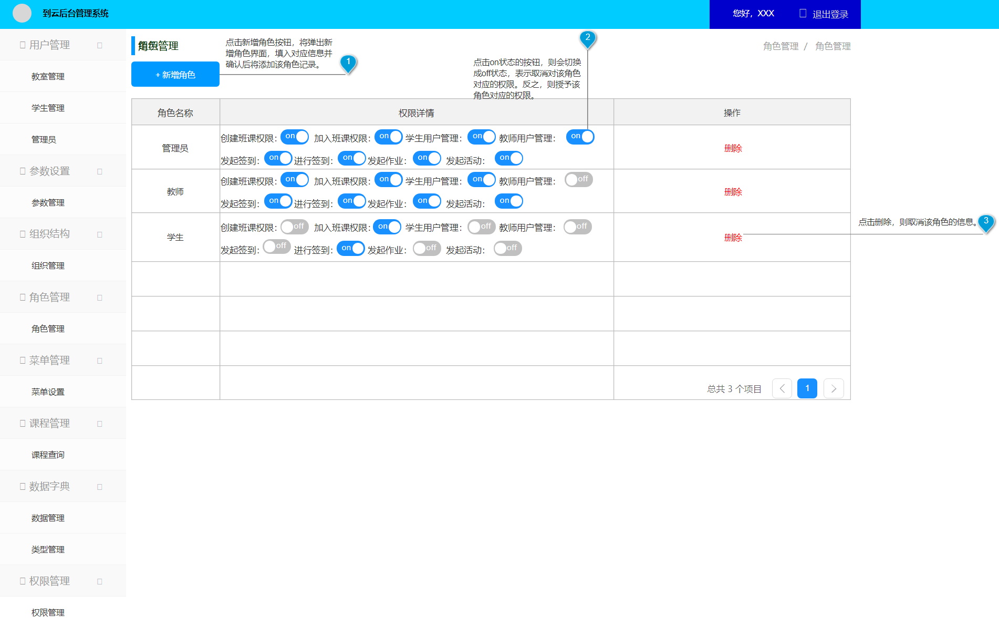 到云后台管理系统
您好，XXX
退出登录
用户管理
教室管理
学生管理
管理员
参数设置
参数管理
组织结构
组织管理
角色管理
角色管理
菜单管理
菜单设置
课程管理
课程查询
数据字典
数据管理
类型管理
权限管理
权限管理
组织管理
角色管理 / 角色管理
点击新增角色按钮，将弹出新
增角色界面，填入对应信息并
确认后将添加该角色记录。
1
+ 新增角色
2
点击on状态的按钮，则会切换
成off状态，表示取消对该角色
对应的权限。反之，则授予该
角色对应的权限。
角色名称 权限详情 操作
管理员
创建班课权限： on 加入班课权限： on 学生用户管理： on 教师用户管理： on
发起签到： on 进行签到： on 发起作业： on 发起活动： on
删除
教师
创建班课权限： on 加入班课权限： on 学生用户管理： on 教师用户管理： off
发起签到： on 进行签到： on 发起作业： on 发起活动： on
删除
学生
创建班课权限： off 加入班课权限： on 学生用户管理： off 教师用户管理： off
发起签到： off 进行签到： on 发起作业： off 发起活动： off
删除
点击删除，则取消该角色的信息。
3
总共 3 个项目 1